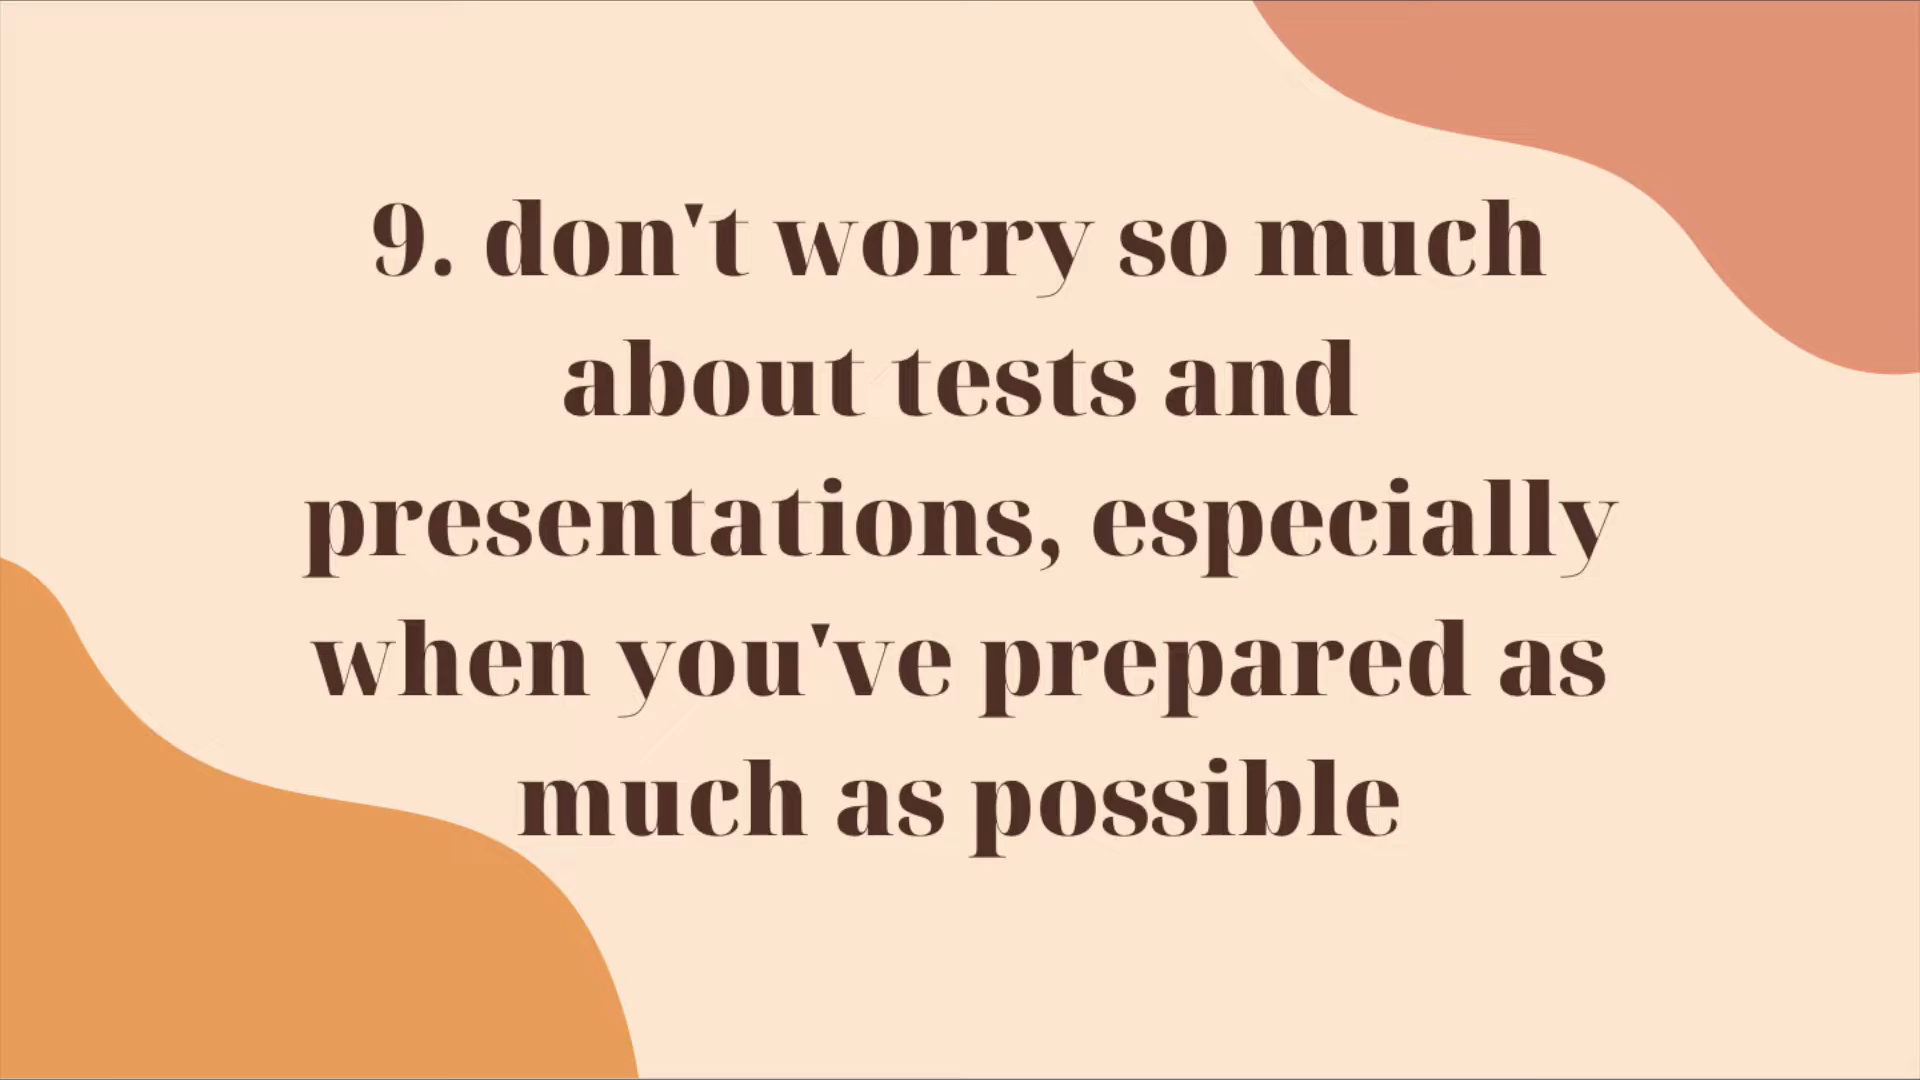 9. don't worry so much
about tests and
presentations, especially
when you've prepared as
much as possible